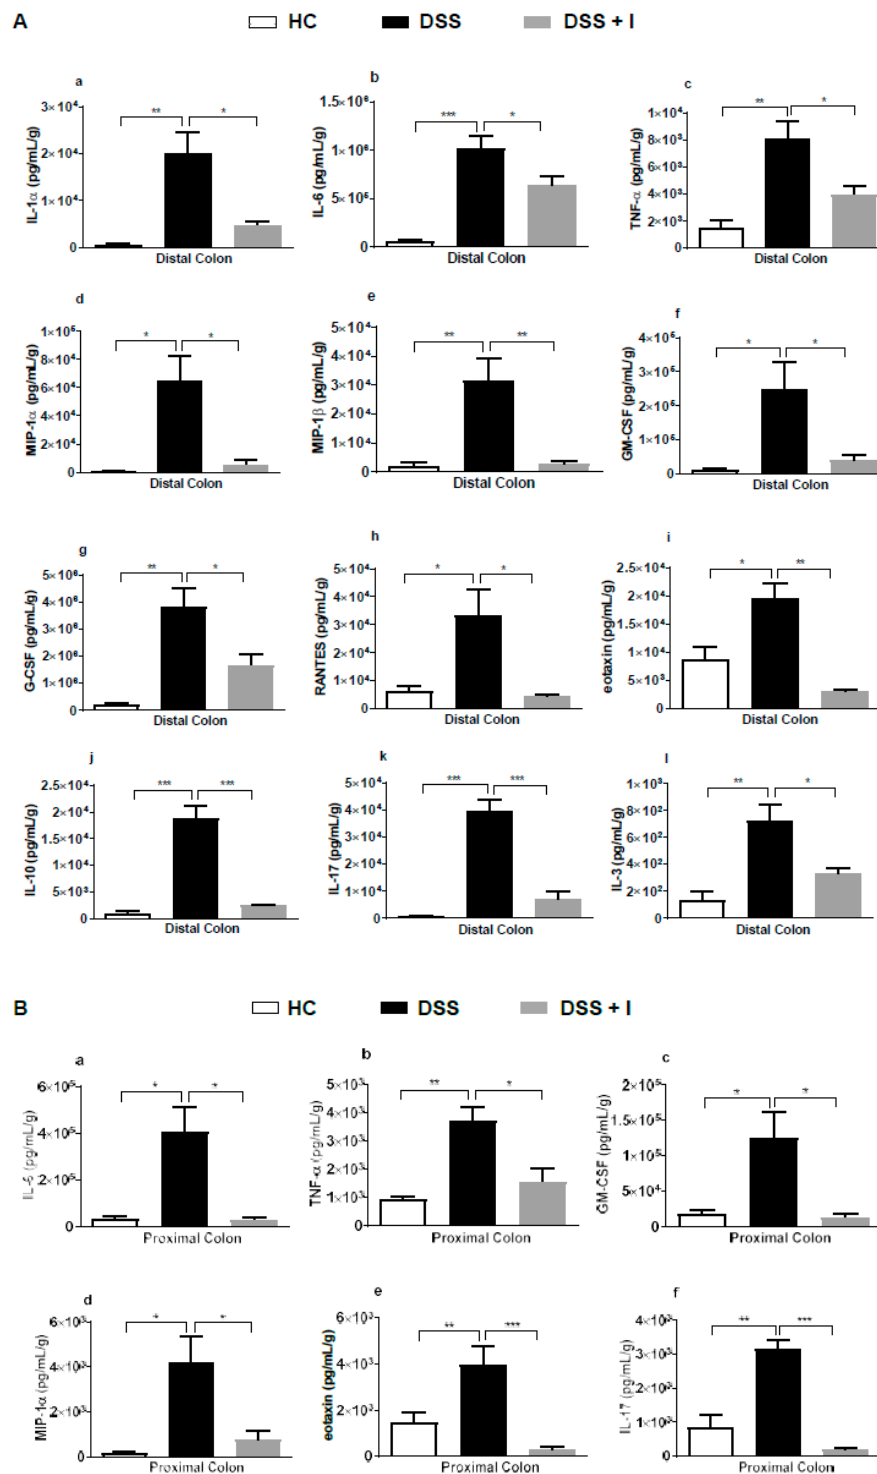 A
HC DSS DSS + I
a b c
IL-1α (pg/mL/g)
3×10⁴
2×10⁴
1×10⁴
0
** *
Distal Colon
IL-6 (pg/mL/g)
1.5×10⁶
1×10⁶
5×10⁵
0
*** *
Distal Colon
TNF-α (pg/mL/g)
1×10⁴
8×10³
6×10³
4×10³
2×10³
0
** *
Distal Colon
d e f
MIP-1α (pg/mL/g)
1×10⁵
8×10⁴
6×10⁴
4×10⁴
2×10⁴
0
* *
Distal Colon
MIP-1β (pg/mL/g)
5×10⁴
4×10⁴
3×10⁴
2×10⁴
1×10⁴
0
** **
Distal Colon
GM-CSF (pg/mL/g)
4×10⁵
3×10⁵
2×10⁵
1×10⁵
0
* *
Distal Colon
g h i
G-CSF (pg/mL/g)
5×10⁶
4×10⁶
3×10⁶
2×10⁶
1×10⁶
0
** *
Distal Colon
RANTES (pg/mL/g)
5×10⁴
4×10⁴
3×10⁴
2×10⁴
1×10⁴
0
* *
Distal Colon
eotaxin (pg/mL/g)
2.5×10⁴
2×10⁴
1.5×10⁴
1×10⁴
5×10³
0
* **
Distal Colon
j k l
IL-10 (pg/mL/g)
2.5×10⁴
2×10⁴
1.5×10⁴
1×10⁴
5×10³
0
*** ***
Distal Colon
IL-17 (pg/mL/g)
5×10⁴
4×10⁴
3×10⁴
2×10⁴
1×10⁴
0
*** ***
Distal Colon
IL-3 (pg/mL/g)
1×10³
8×10²
6×10²
4×10²
2×10²
0
** *
Distal Colon
B
HC DSS DSS + I
a b c
IL-6 (pg/mL/g)
6×10⁵
4×10⁵
2×10⁵
0
* *
Proximal Colon
TNF-α (pg/mL/g)
5×10³
4×10³
3×10³
2×10³
1×10³
0
** *
Proximal Colon
GM-CSF (pg/mL/g)
2×10⁵
1.5×10⁵
1×10⁵
5×10⁴
0
* *
Proximal Colon
d e f
MIP-1α (pg/mL/g)
6×10³
4×10³
2×10³
0
* *
Proximal Colon
eotaxin (pg/mL/g)
6×10³
4×10³
2×10³
0
** ***
Proximal Colon
IL-17 (pg/mL/g)
4×10³
3×10³
2×10³
1×10³
0
** ***
Proximal Colon